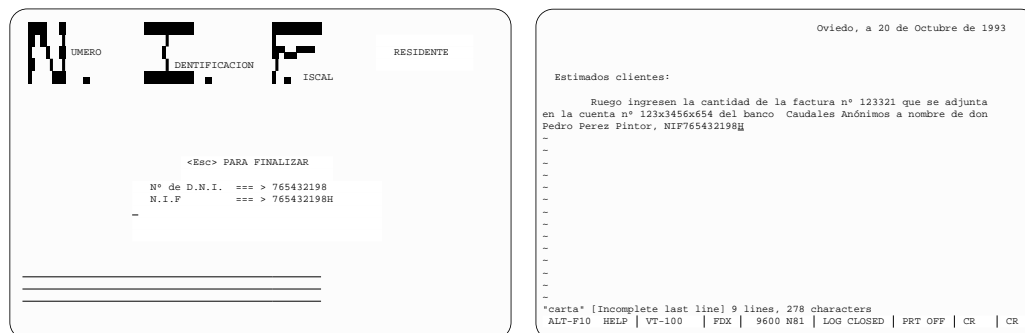 N. UMERO I. DENTIFICACION F. ISCAL
RESIDENTE
<Esc> PARA FINALIZAR
Nº de D.N.I. === > 765432198
N.I.F === > 765432198H
_
Oviedo, a 20 de Octubre de 1993
Estimados clientes:
Ruego ingresen la cantidad de la factura nº 123321 que se adjunta
en la cuenta nº 123x3456x654 del banco Caudales Anónimos a nombre de don
Pedro Perez Pintor, NIF765432198H
~
~
~
~
~
~
~
~
~
~
~
~
~
~
"carta" [Incomplete last line] 9 lines, 278 characters
ALT-F10 HELP | VT-100 | FDX | 9600 N81 | LOG CLOSED | PRT OFF | CR | CR